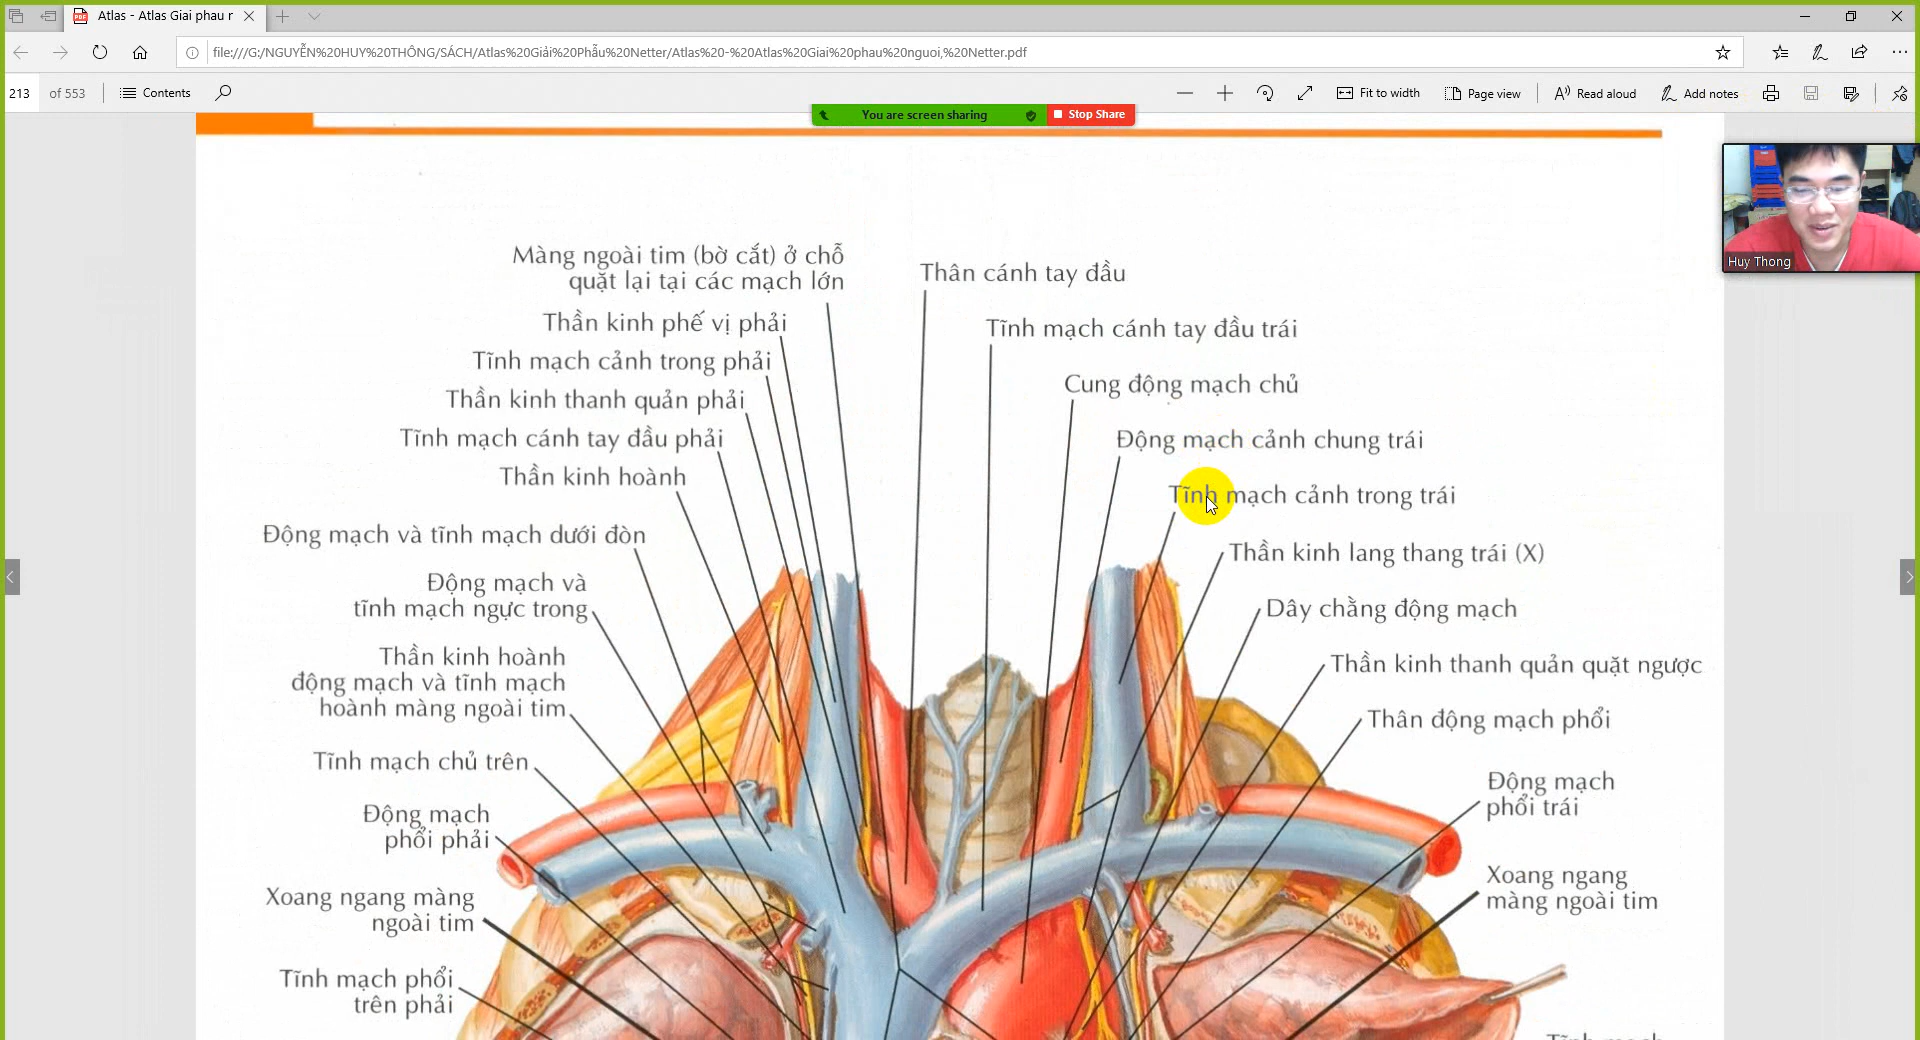 Atlas - Atlas Giai phau r
file:///G:/NGUYỄN%20HUY%20THÔNG/SÁCH/Atlas%20Giải%20Phẫu%20Netter/Atlas%20-%20Atlas%20Giai%20phau%20nguoi,%20Netter.pdf
213 of 553 Contents Fit to width Page view Read aloud Add notes
You are screen sharing Stop Share
Huy Thong
Màng ngoài tim (bờ cắt) ở chỗ
quặt lại tại các mạch lớn
Thần kinh phế vị phải
Tĩnh mạch cảnh trong phải
Thần kinh thanh quản phải
Tĩnh mạch cánh tay đầu phải
Thần kinh hoành
Động mạch và tĩnh mạch dưới đòn
Động mạch và
tĩnh mạch ngực trong
Thần kinh hoành
động mạch và tĩnh mạch
hoành màng ngoài tim
Tĩnh mạch chủ trên
Động mạch
phổi phải
Xoang ngang màng
ngoài tim
Tĩnh mạch phổi
trên phải
Thân cánh tay đầu
Tĩnh mạch cánh tay đầu trái
Cung động mạch chủ
Động mạch cảnh chung trái
Tĩnh mạch cảnh trong trái
Thần kinh lang thang trái (X)
Dây chằng động mạch
Thần kinh thanh quản quặt ngược
Thân động mạch phổi
Động mạch
phổi trái
Xoang ngang
màng ngoài tim